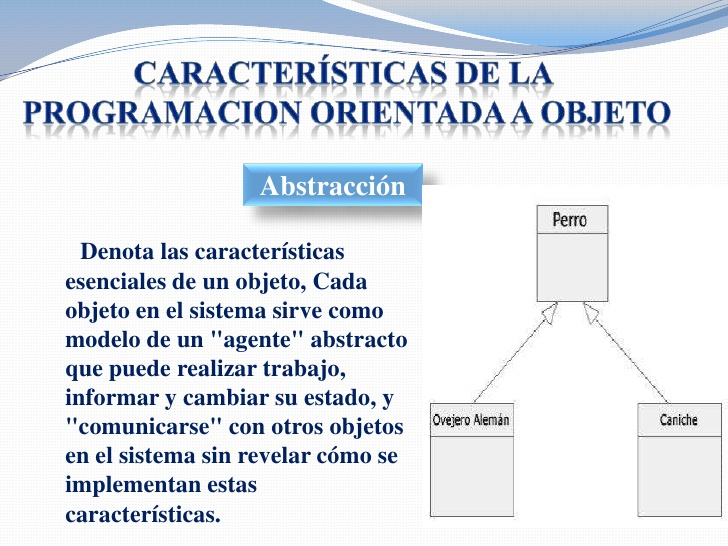 CARACTERÍSTICAS DE LA
PROGRAMACION ORIENTADA A OBJETO
Abstracción
Denota las características
esenciales de un objeto, Cada
objeto en el sistema sirve como
modelo de un "agente" abstracto
que puede realizar trabajo,
informar y cambiar su estado, y
"comunicarse" con otros objetos
en el sistema sin revelar cómo se
implementan estas
características.
Perro
Ovejero Alemán
Caniche